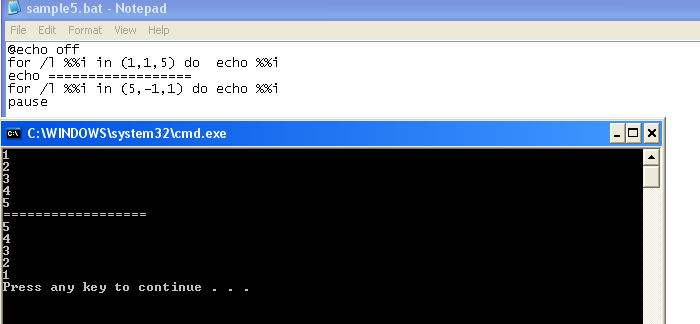 sample5.bat - Notepad
File Edit Format View Help
@echo off
for /l %%i in (1,1,5) do  echo %%i
echo ==================
for /l %%i in (5,-1,1) do echo %%i
pause
C:\WINDOWS\system32\cmd.exe
1
2
3
4
5
==================
5
4
3
2
1
Press any key to continue . . .